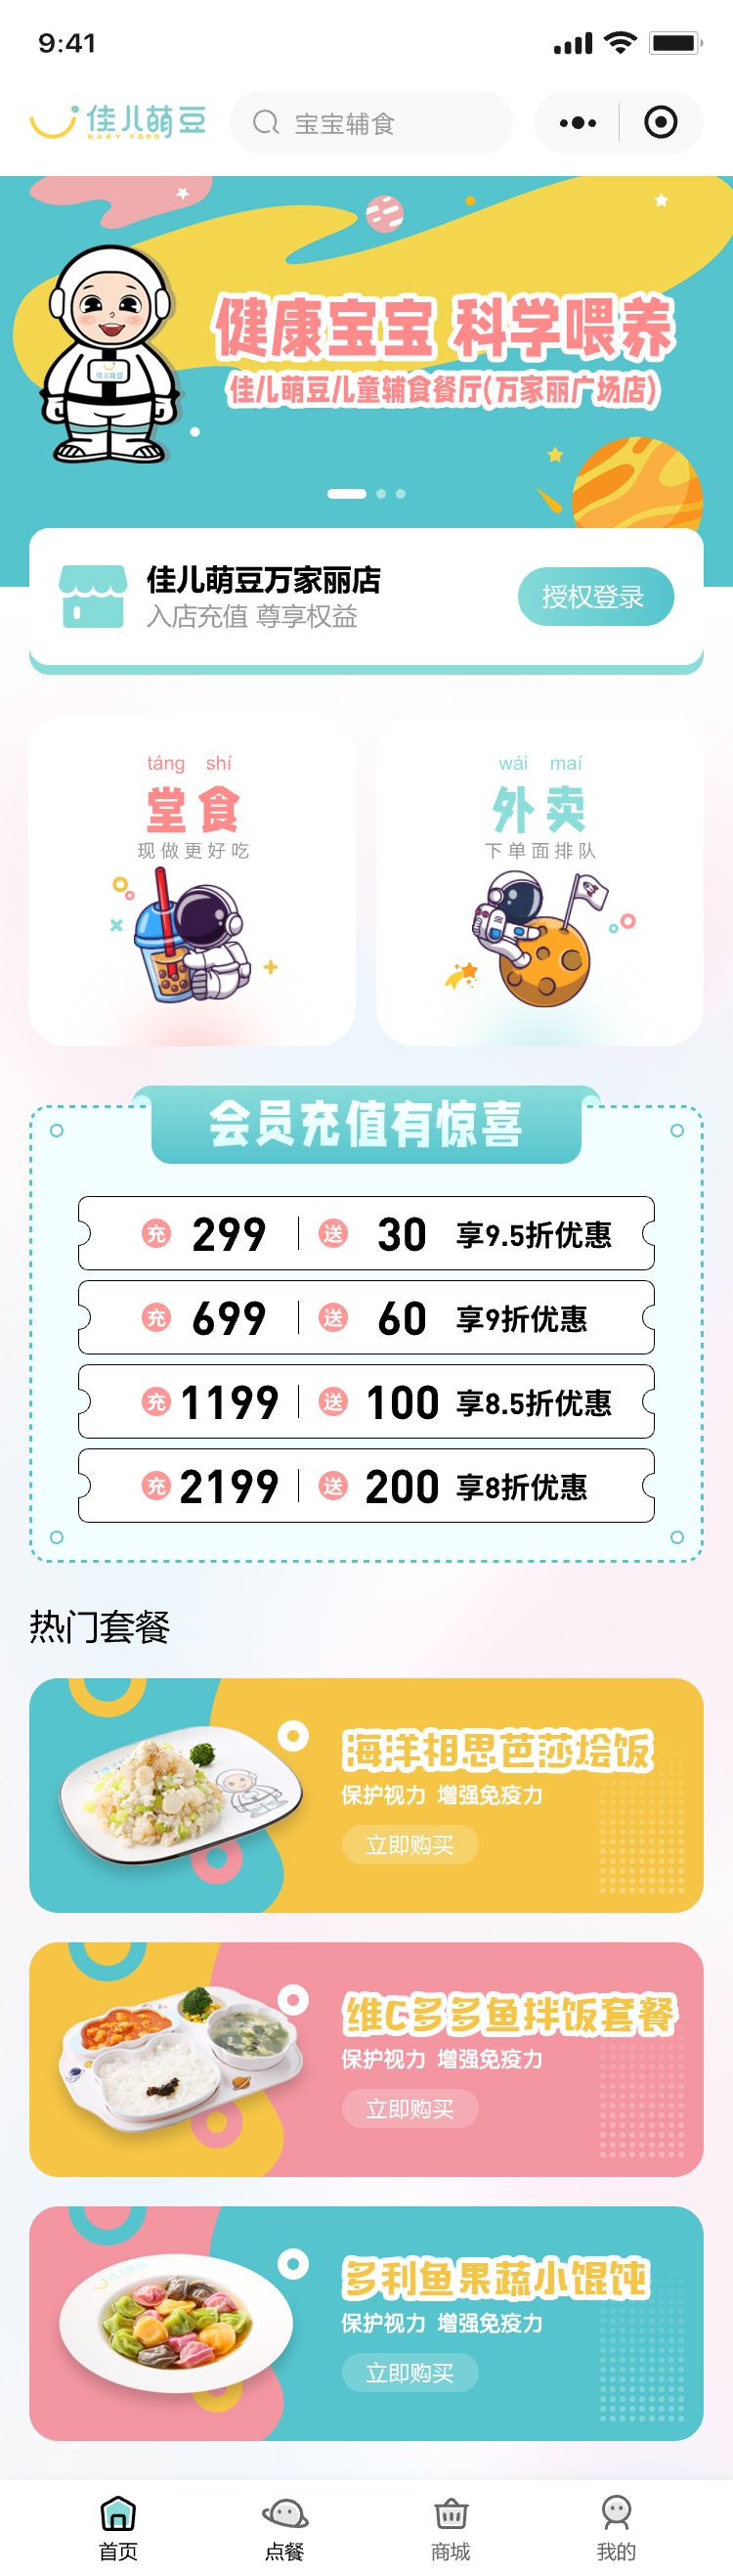 9:41
佳儿萌豆
BABY FOOD
宝宝辅食
健康宝宝 科学喂养
佳儿萌豆儿童辅食餐厅(万家丽广场店)
佳儿萌豆
佳儿萌豆万家丽店
入店充值 尊享权益
授权登录
táng shí
堂食
现做更好吃
wái maí
外卖
下单面排队
会员充值有惊喜
充 299 送 30 享9.5折优惠
充 699 送 60 享9折优惠
充 1199 送 100 享8.5折优惠
充 2199 送 200 享8折优惠
热门套餐
海洋相思芭莎烩饭
保护视力 增强免疫力
立即购买
维C多多鱼拌饭套餐
保护视力 增强免疫力
立即购买
多利鱼果蔬小馄饨
保护视力 增强免疫力
立即购买
首页
点餐
商城
我的